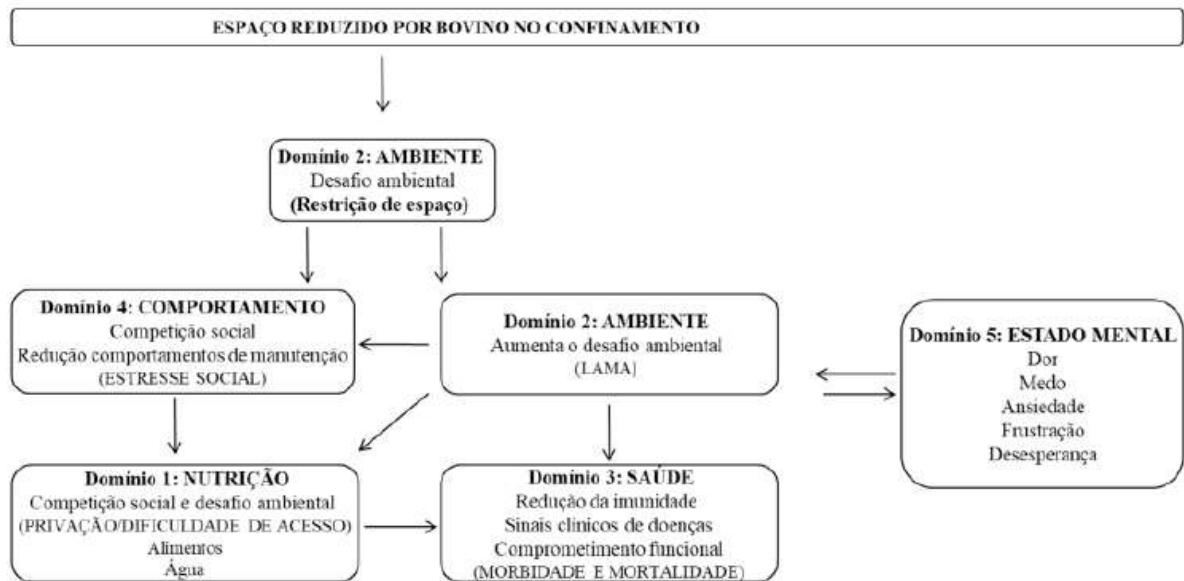 ESPAÇO REDUZIDO POR BOVINO NO CONFINAMENTO
Domínio 2: AMBIENTE
Desafio ambiental
(Restrição de espaço)
Domínio 4: COMPORTAMENTO
Competição social
Redução comportamentos de manutenção
(ESTRESSE SOCIAL)
Domínio 2: AMBIENTE
Aumenta o desafio ambiental
(LAMA)
Domínio 5: ESTADO MENTAL
Dor
Medo
Ansiedade
Frustração
Desesperança
Domínio 1: NUTRIÇÃO
Competição social e desafio ambiental
(PRIVAÇÃO/DIFICULDADE DE ACESSO)
Alimentos
Água
Domínio 3: SAÚDE
Redução da imunidade
Sinais clínicos de doenças
Comprometimento funcional
(MORBIDADE E MORTALIDADE)